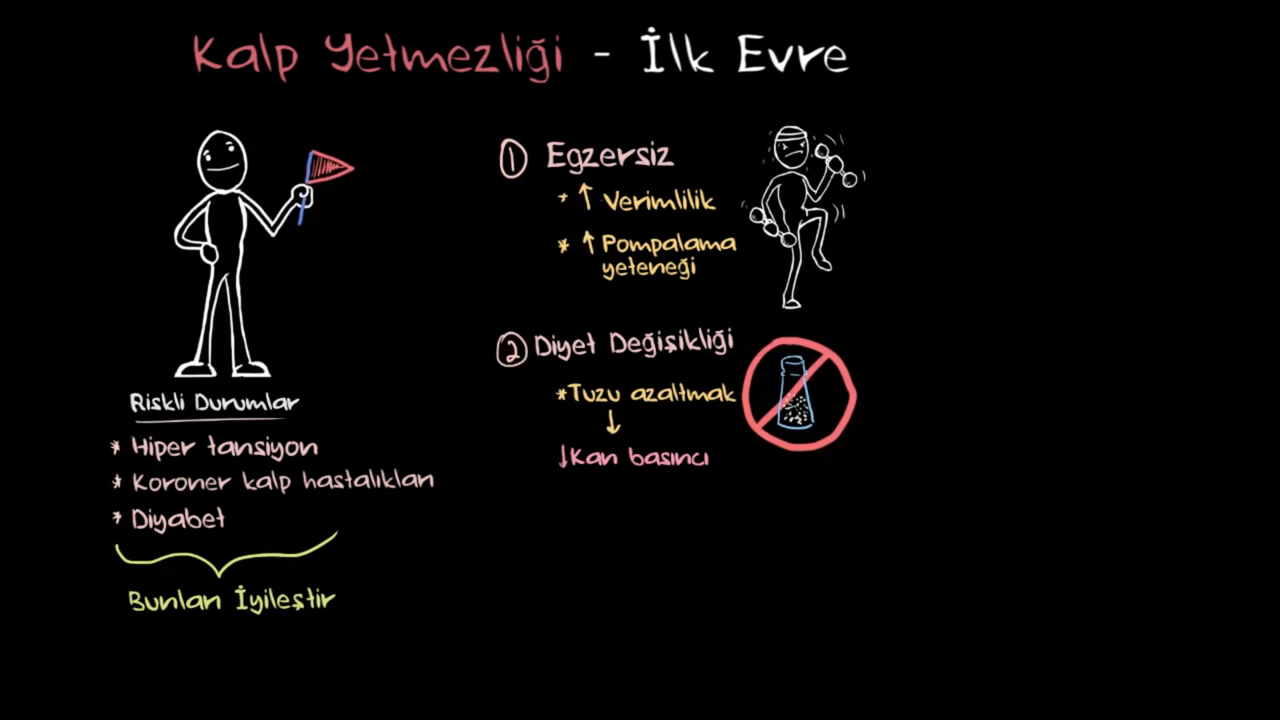 Kalp Yetmezliği - İlk Evre
Riskli Durumlar
* Hiper tansiyon
* Koroner kalp hastalıkları
* Diyabet
Bunları İyileştir
① Egzersiz
* ↑ Verimlilik
* ↑ Pompalama
yeteneği
② Diyet Değişikliği
* Tuzu azaltmak
↓
↓ Kan basıncı